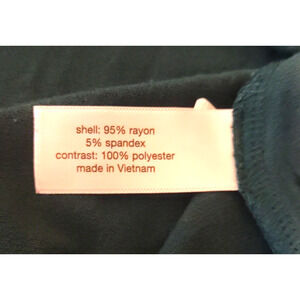 shell: 95% rayon
5% spandex
contrast: 100% polyester
made in Vietnam